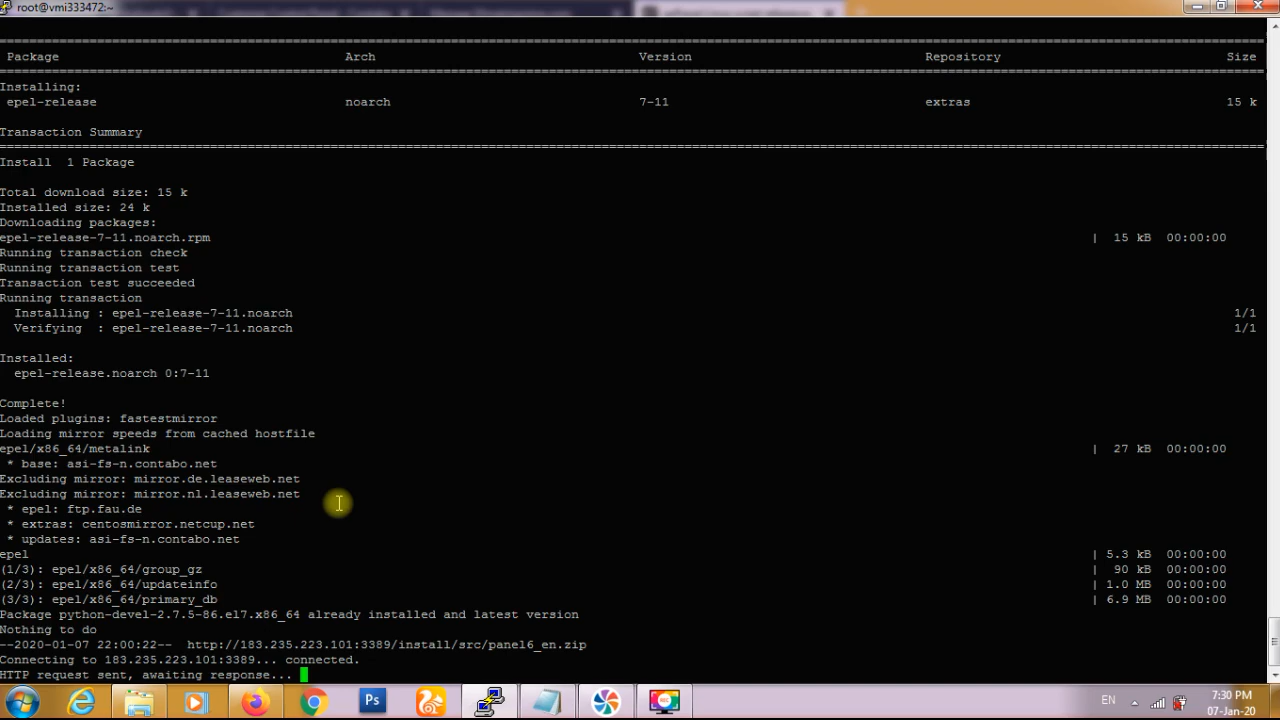 root@vmi333472:~
Package Arch Version Repository Size
Installing:
epel-release noarch 7-11 extras 15 k
Transaction Summary
Install 1 Package
Total download size: 15 k
Installed size: 24 k
Downloading packages:
epel-release-7-11.noarch.rpm | 15 kB 00:00:00
Running transaction check
Running transaction test
Transaction test succeeded
Running transaction
Installing : epel-release-7-11.noarch 1/1
Verifying : epel-release-7-11.noarch 1/1
Installed:
epel-release.noarch 0:7-11
Complete!
Loaded plugins: fastestmirror
Loading mirror speeds from cached hostfile
epel/x86_64/metalink | 27 kB 00:00:00
* base: asi-fs-n.contabo.net
Excluding mirror: mirror.de.leaseweb.net
Excluding mirror: mirror.nl.leaseweb.net
* epel: ftp.fau.de
* extras: centosmirror.netcup.net
* updates: asi-fs-n.contabo.net
epel | 5.3 kB 00:00:00
(1/3): epel/x86_64/group_gz | 90 kB 00:00:00
(2/3): epel/x86_64/updateinfo | 1.0 MB 00:00:00
(3/3): epel/x86_64/primary_db | 6.9 MB 00:00:00
Package python-devel-2.7.5-86.el7.x86_64 already installed and latest version
Nothing to do
--2020-01-07 22:00:22-- http://183.235.223.101:3389/install/src/panel6_en.zip
Connecting to 183.235.223.101:3389... connected.
HTTP request sent, awaiting response...
Ps
EN
7:30 PM
07-Jan-20